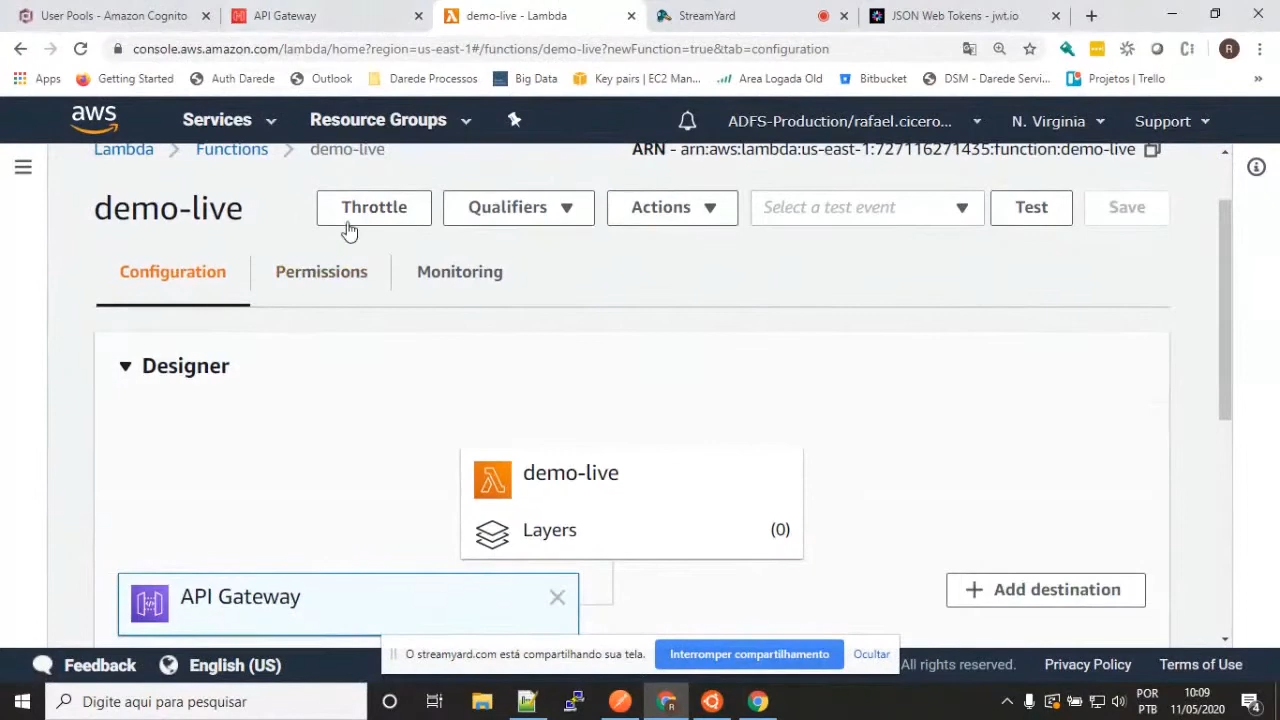 User Pools - Amazon Cognito
API Gateway
demo-live - Lambda
StreamYard
JSON Web Tokens - jwt.io
console.aws.amazon.com/lambda/home?region=us-east-1#/functions/demo-live?newFunction=true&tab=configuration
R
Apps
Getting Started
Auth Darede
Outlook
Darede Processos
Big Data
Key pairs | EC2 Man...
Area Logada Old
Bitbucket
DSM - Darede Servi...
Projetos | Trello
»
aws
Services
Resource Groups
ADFS-Production/rafael.cicero...
N. Virginia
Support
Lambda
Functions
demo-live
ARN - arn:aws:lambda:us-east-1:727116271435:function:demo-live
demo-live
Throttle
Qualifiers
Actions
Select a test event
Test
Save
Configuration
Permissions
Monitoring
Designer
demo-live
Layers
(0)
API Gateway
+ Add destination
O streamyard.com está compartilhando sua tela.
Interromper compartilhamento
Ocultar
Feedback
English (US)
All rights reserved.
Privacy Policy
Terms of Use
Digite aqui para pesquisar
POR
PTB
10:09
11/05/2020
4